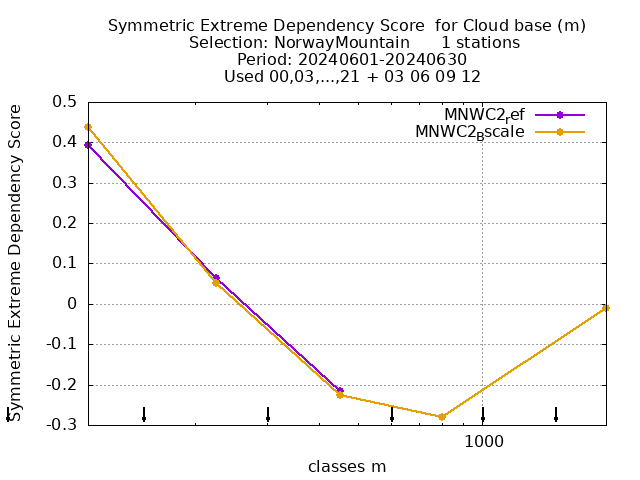 Symmetric Extreme Dependency Score  for Cloud base (m)
Selection: NorwayMountain      1 stations
Period: 20240601-20240630
Used 00,03,...,21 + 03 06 09 12
Symmetric Extreme Dependency Score
0.5
0.4
0.3
0.2
0.1
0
-0.1
-0.2
-0.3
MNWC2ref
MNWC2Bscale
1000
classes m